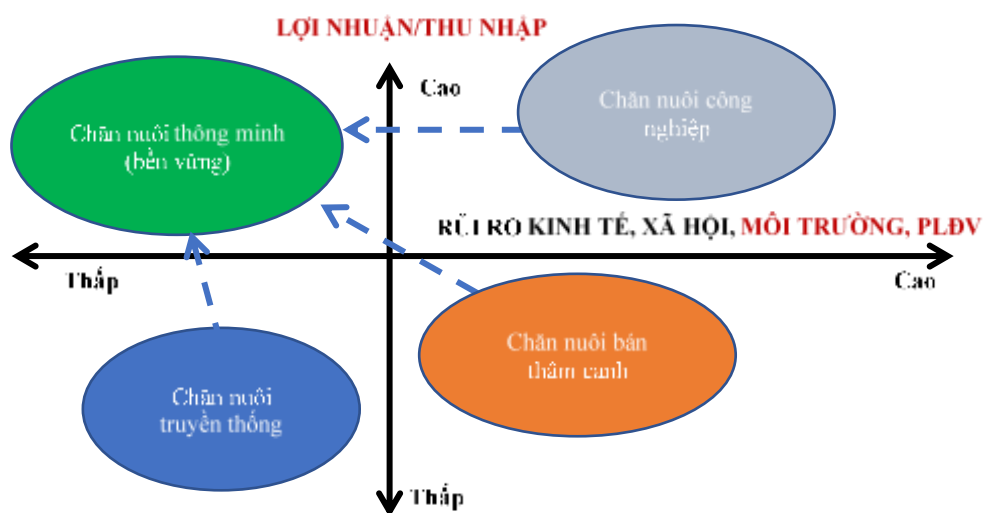 LỢI NHUẬN/THU NHẬP
Cao
Chăn nuôi công
nghiệp
Chăn nuôi thông minh
(bền vững)
RỦI RO KINH TẾ, XÃ HỘI, MÔI TRƯỜNG, PLĐV
Thấp
Cao
Chăn nuôi bán
thâm canh
Chăn nuôi
truyền thống
Thấp